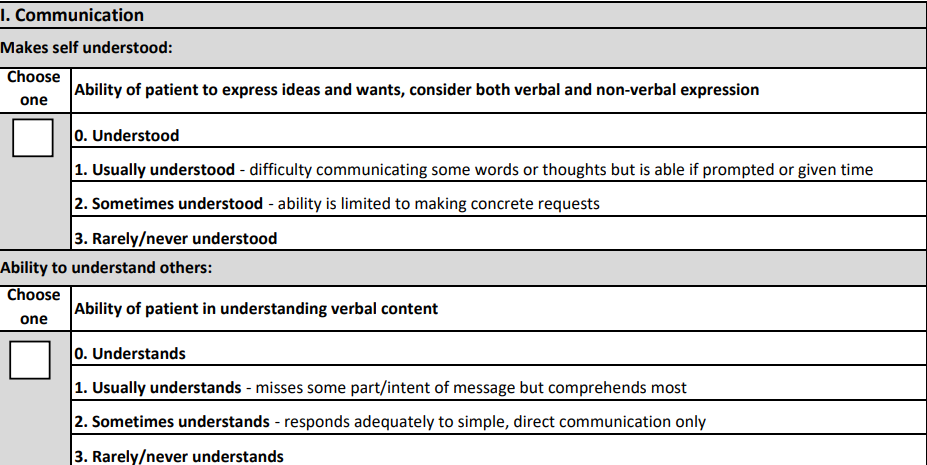 I. Communication
Makes self understood:
Choose one
Ability of patient to express ideas and wants, consider both verbal and non-verbal expression
0. Understood
1. Usually understood - difficulty communicating some words or thoughts but is able if prompted or given time
2. Sometimes understood - ability is limited to making concrete requests
3. Rarely/never understood
Ability to understand others:
Choose one
Ability of patient in understanding verbal content
0. Understands
1. Usually understands - misses some part/intent of message but comprehends most
2. Sometimes understands - responds adequately to simple, direct communication only
3. Rarely/never understands